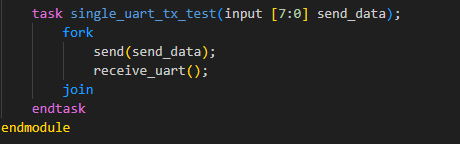 task single_uart_tx_test(input [7:0] send_data);
fork
send(send_data);
receive_uart();
join
endtask
endmodule